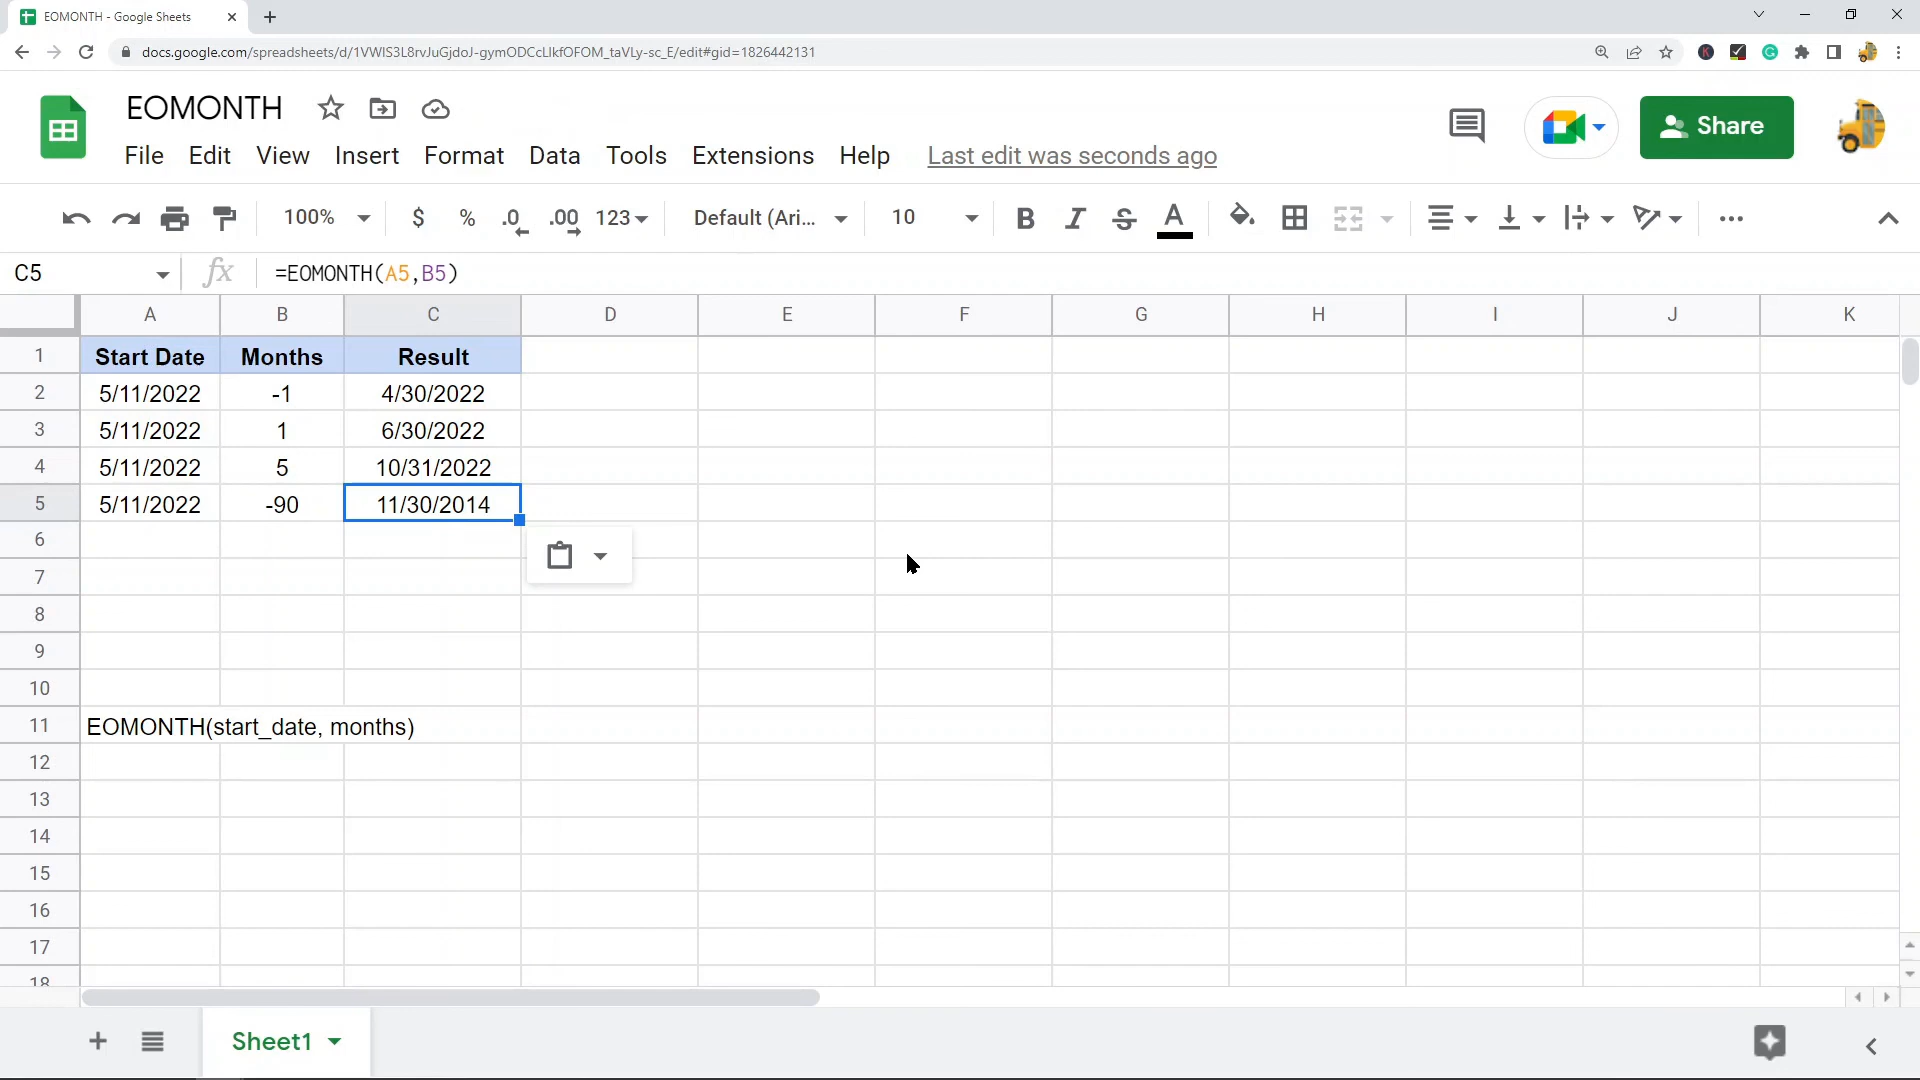 EOMONTH - Google Sheets
docs.google.com/spreadsheets/d/1VWIS3L8rvJuGjdoJ-gymODCcLlkfOFOM_taVLy-sc_E/edit#gid=1826442131
EOMONTH
Share
File Edit View Insert Format Data Tools Extensions Help Last edit was seconds ago
100% $ % .0 .00 123 Default (Ari... 10 B I S A
C5 fx =EOMONTH(A5,B5)
A B C D E F G H I J K
1 Start Date Months Result
2 5/11/2022 -1 4/30/2022
3 5/11/2022 1 6/30/2022
4 5/11/2022 5 10/31/2022
5 5/11/2022 -90 11/30/2014
6
7
8
9
10
11 EOMONTH(start_date, months)
12
13
14
15
16
17
18
Sheet1